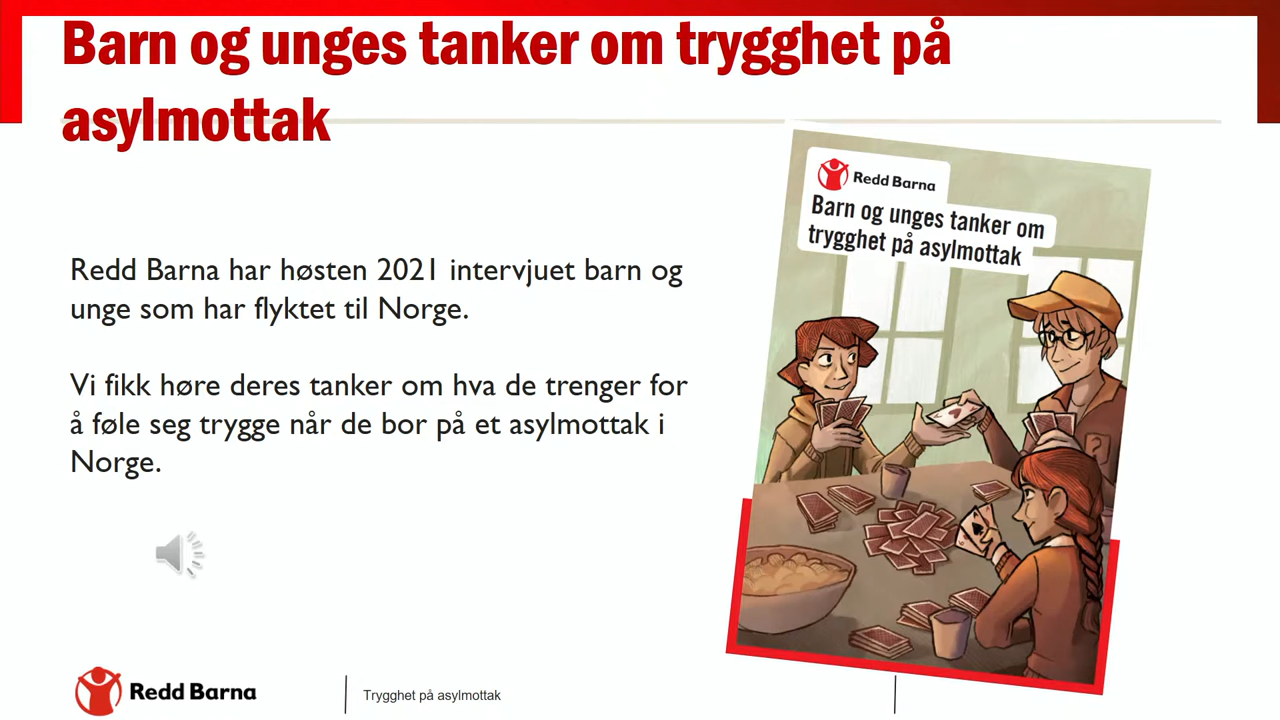 Barn og unges tanker om trygghet på
asylmottak
Redd Barna har høsten 2021 intervjuet barn og
unge som har flyktet til Norge.
Vi fikk høre deres tanker om hva de trenger for
å føle seg trygge når de bor på et asylmottak i
Norge.
Redd Barna
Barn og unges tanker om
trygghet på asylmottak
Redd Barna
Trygghet på asylmottak